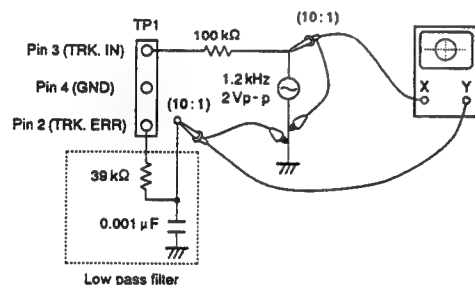 TP1
Pin 3 (TRK. IN)
100 kΩ
(10:1)
Pin 4 (GND)
1.2 kHz
2 Vp-p
X
Y
(10:1)
Pin 2 (TRK. ERR)
39 kΩ
0.001 µF
Low pass filter